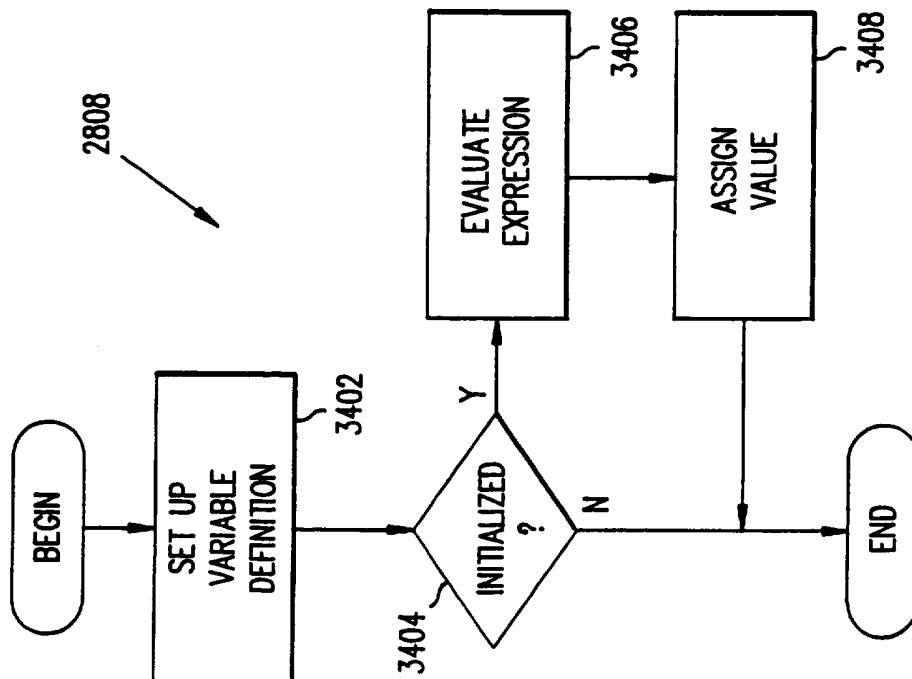 2808
BEGIN
SET UP
VARIABLE
DEFINITION
3402
INITIALIZED
?
3404
Y
N
EVALUATE
EXPRESSION
3406
ASSIGN
VALUE
3408
END